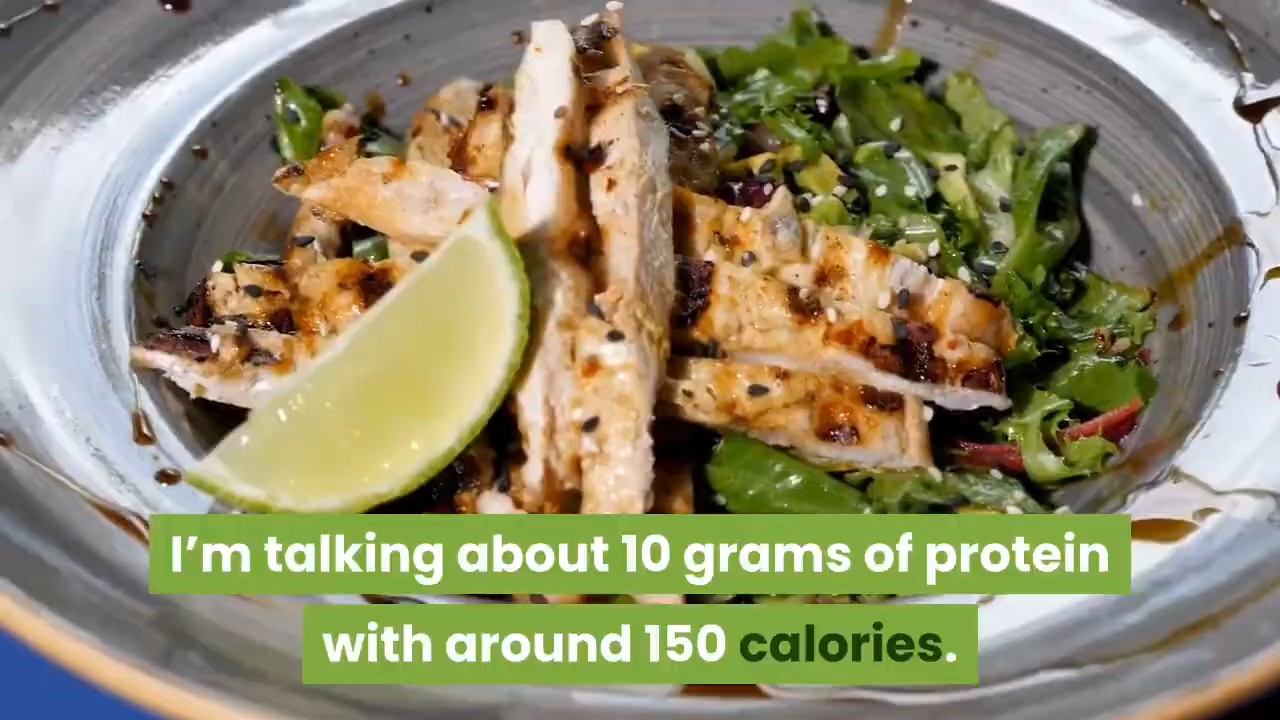 I’m talking about 10 grams of protein
with around 150 calories.